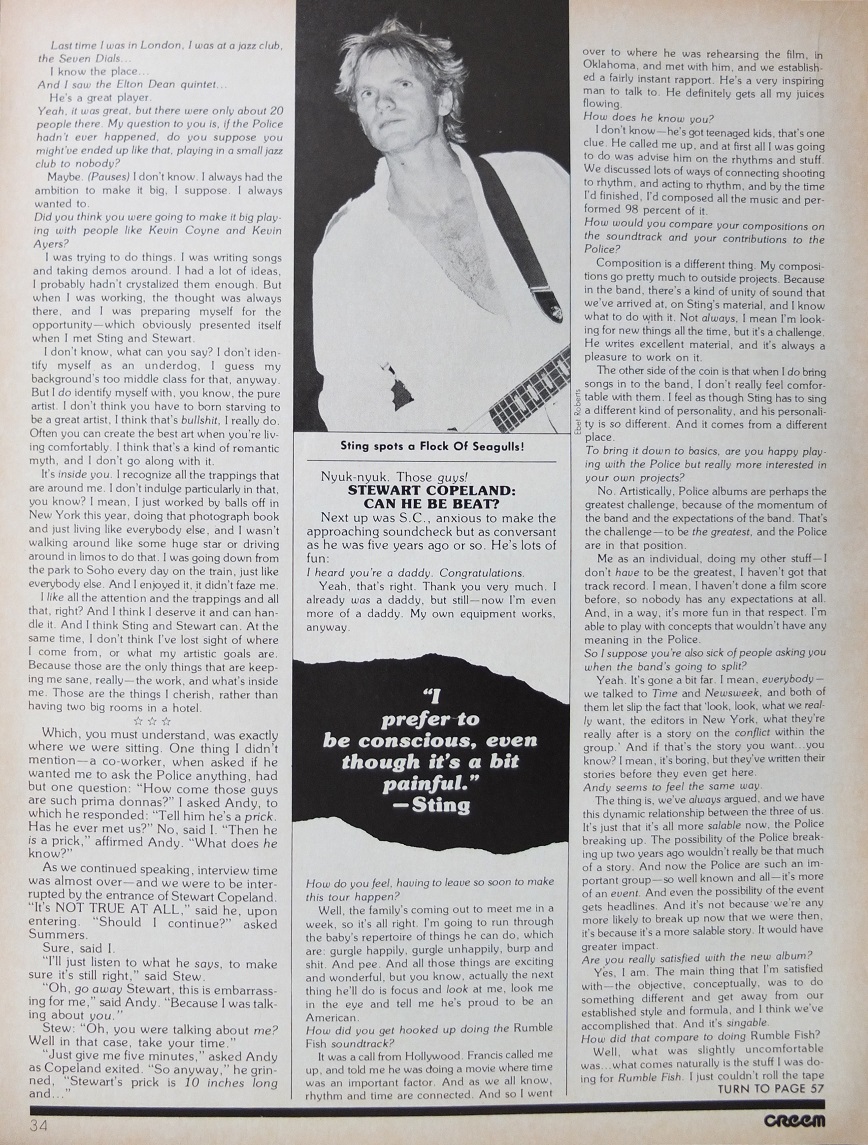 Last time I was in London, I was at a jazz club,
the Seven Dials...
I know the place...
And I saw the Elton Dean quintet...
He's a great player.
Yeah, it was great, but there were only about 20
people there. My question to you is, if the Police
hadn't ever happened, do you suppose you
might've ended up like that, playing in a small jazz
club to nobody?
Maybe. (Pauses) I don't know. I always had the
ambition to make it big, I suppose. I always
wanted to.
Did you think you were going to make it big play-
ing with people like Kevin Coyne and Kevin
Ayers?
I was trying to do things. I was writing songs
and taking demos around. I had a lot of ideas,
I probably hadn't crystalized them enough. But
when I was working, the thought was always
there, and I was preparing myself for the
opportunity—which obviously presented itself
when I met Sting and Stewart.
I don't know, what can you say? I don't iden-
tify myself as an underdog, I guess my
background's too middle class for that, anyway.
But I do identify myself with, you know, the pure
artist. I don't think you have to born starving to
be a great artist, I think that's bullshit, I really do.
Often you can create the best art when you're liv-
ing comfortably. I think that's a kind of romantic
myth, and I don't go along with it.
It's inside you. I recognize all the trappings that
are around me. I don't indulge particularly in that,
you know? I mean, I just worked by balls off in
New York this year, doing that photograph book
and just living like everybody else, and I wasn't
walking around like some huge star or driving
around in limos to do that. I was going down from
the park to Soho every day on the train, just like
everybody else. And I enjoyed it, it didn't faze me.
I like all the attention and the trappings and all
that, right? And I think I deserve it and can han-
dle it. And I think Sting and Stewart can. At the
same time, I don't think I've lost sight of where
I come from, or what my artistic goals are.
Because those are the only things that are keep-
ing me sane, really—the work, and what's inside
me. Those are the things I cherish, rather than
having two big rooms in a hotel.
☆ ☆ ☆
Which, you must understand, was exactly
where we were sitting. One thing I didn't
mention—a co-worker, when asked if he
wanted me to ask the Police anything, had
but one question: "How come those guys
are such prima donnas?" I asked Andy, to
which he responded: "Tell him he's a prick.
Has he ever met us?" No, said I. "Then he
is a prick," affirmed Andy. "What does he
know?"
As we continued speaking, interview time
was almost over—and we were to be inter-
rupted by the entrance of Stewart Copeland.
"It's NOT TRUE AT ALL," said he, upon
entering. "Should I continue?" asked
Summers.
Sure, said I.
"I'll just listen to what he says, to make
sure it's still right," said Stew.
"Oh, go away Stewart, this is embarrass-
ing for me," said Andy. "Because I was talk-
ing about you."
Stew: "Oh, you were talking about me?
Well in that case, take your time."
"Just give me five minutes," asked Andy
as Copeland exited. "So anyway," he grin-
ned, "Stewart's prick is 10 inches long
and..."
Ebet Roberts
Sting spots a Flock Of Seagulls!
Nyuk-nyuk. Those guys!
STEWART COPELAND:
CAN HE BE BEAT?
Next up was S.C., anxious to make the
approaching soundcheck but as conversant
as he was five years ago or so. He's lots of
fun:
I heard you're a daddy. Congratulations.
Yeah, that's right. Thank you very much. I
already was a daddy, but still—now I'm even
more of a daddy. My own equipment works,
anyway.
"I
prefer to
be conscious, even
though it's a bit
painful."
—Sting
How do you feel, having to leave so soon to make
this tour happen?
Well, the family's coming out to meet me in a
week, so it's all right. I'm going to run through
the baby's repertoire of things he can do, which
are: gurgle happily, gurgle unhappily, burp and
shit. And pee. And all those things are exciting
and wonderful, but you know, actually the next
thing he'll do is focus and look at me, look me
in the eye and tell me he's proud to be an
American.
How did you get hooked up doing the Rumble
Fish soundtrack?
It was a call from Hollywood. Francis called me
up, and told me he was doing a movie where time
was an important factor. And as we all know,
rhythm and time are connected. And so I went
over to where he was rehearsing the film, in
Oklahoma, and met with him, and we establish-
ed a fairly instant rapport. He's a very inspiring
man to talk to. He definitely gets all my juices
flowing.
How does he know you?
I don't know—he's got teenaged kids, that's one
clue. He called me up, and at first all I was going
to do was advise him on the rhythms and stuff.
We discussed lots of ways of connecting shooting
to rhythm, and acting to rhythm, and by the time
I'd finished, I'd composed all the music and per-
formed 98 percent of it.
How would you compare your compositions on
the soundtrack and your contributions to the
Police?
Composition is a different thing. My composi-
tions go pretty much to outside projects. Because
in the band, there's a kind of unity of sound that
we've arrived at, on Sting's material, and I know
what to do with it. Not always, I mean I'm look-
ing for new things all the time, but it's a challenge.
He writes excellent material, and it's always a
pleasure to work on it.
The other side of the coin is that when I do bring
songs in to the band, I don't really feel comfor-
table with them. I feel as though Sting has to sing
a different kind of personality, and his personali-
ty is so different. And it comes from a different
place.
To bring it down to basics, are you happy play-
ing with the Police but really more interested in
your own projects?
No. Artistically, Police albums are perhaps the
greatest challenge, because of the momentum of
the band and the expectations of the band. That's
the challenge—to be the greatest, and the Police
are in that position.
Me as an individual, doing my other stuff—I
don't have to be the greatest, I haven't got that
track record. I mean, I haven't done a film score
before, so nobody has any expectations at all.
And, in a way, it's more fun in that respect. I'm
able to play with concepts that wouldn't have any
meaning in the Police.
So I suppose you're also sick of people asking you
when the band's going to split?
Yeah. It's gone a bit far. I mean, everybody—
we talked to Time and Newsweek, and both of
them let slip the fact that 'look, look, what we real-
ly want, the editors in New York, what they're
really after is a story on the conflict within the
group.' And if that's the story you want...you
know? I mean, it's boring, but they've written their
stories before they even get here.
Andy seems to feel the same way.
The thing is, we've always argued, and we have
this dynamic relationship between the three of us.
It's just that it's all more salable now, the Police
breaking up. The possibility of the Police break-
ing up two years ago wouldn't really be that much
of a story. And now the Police are such an im-
portant group—so well known and all—it's more
of an event. And even the possibility of the event
gets headlines. And it's not because we're any
more likely to break up now that we were then,
it's because it's a more salable story. It would have
greater impact.
Are you really satisfied with the new album?
Yes, I am. The main thing that I'm satisfied
with—the objective, conceptually, was to do
something different and get away from our
established style and formula, and I think we've
accomplished that. And it's singable.
How did that compare to doing Rumble Fish?
Well, what was slightly uncomfortable
was...what comes naturally is the stuff I was do-
ing for Rumble Fish. I just couldn't roll the tape
TURN TO PAGE 57
34
CREEM